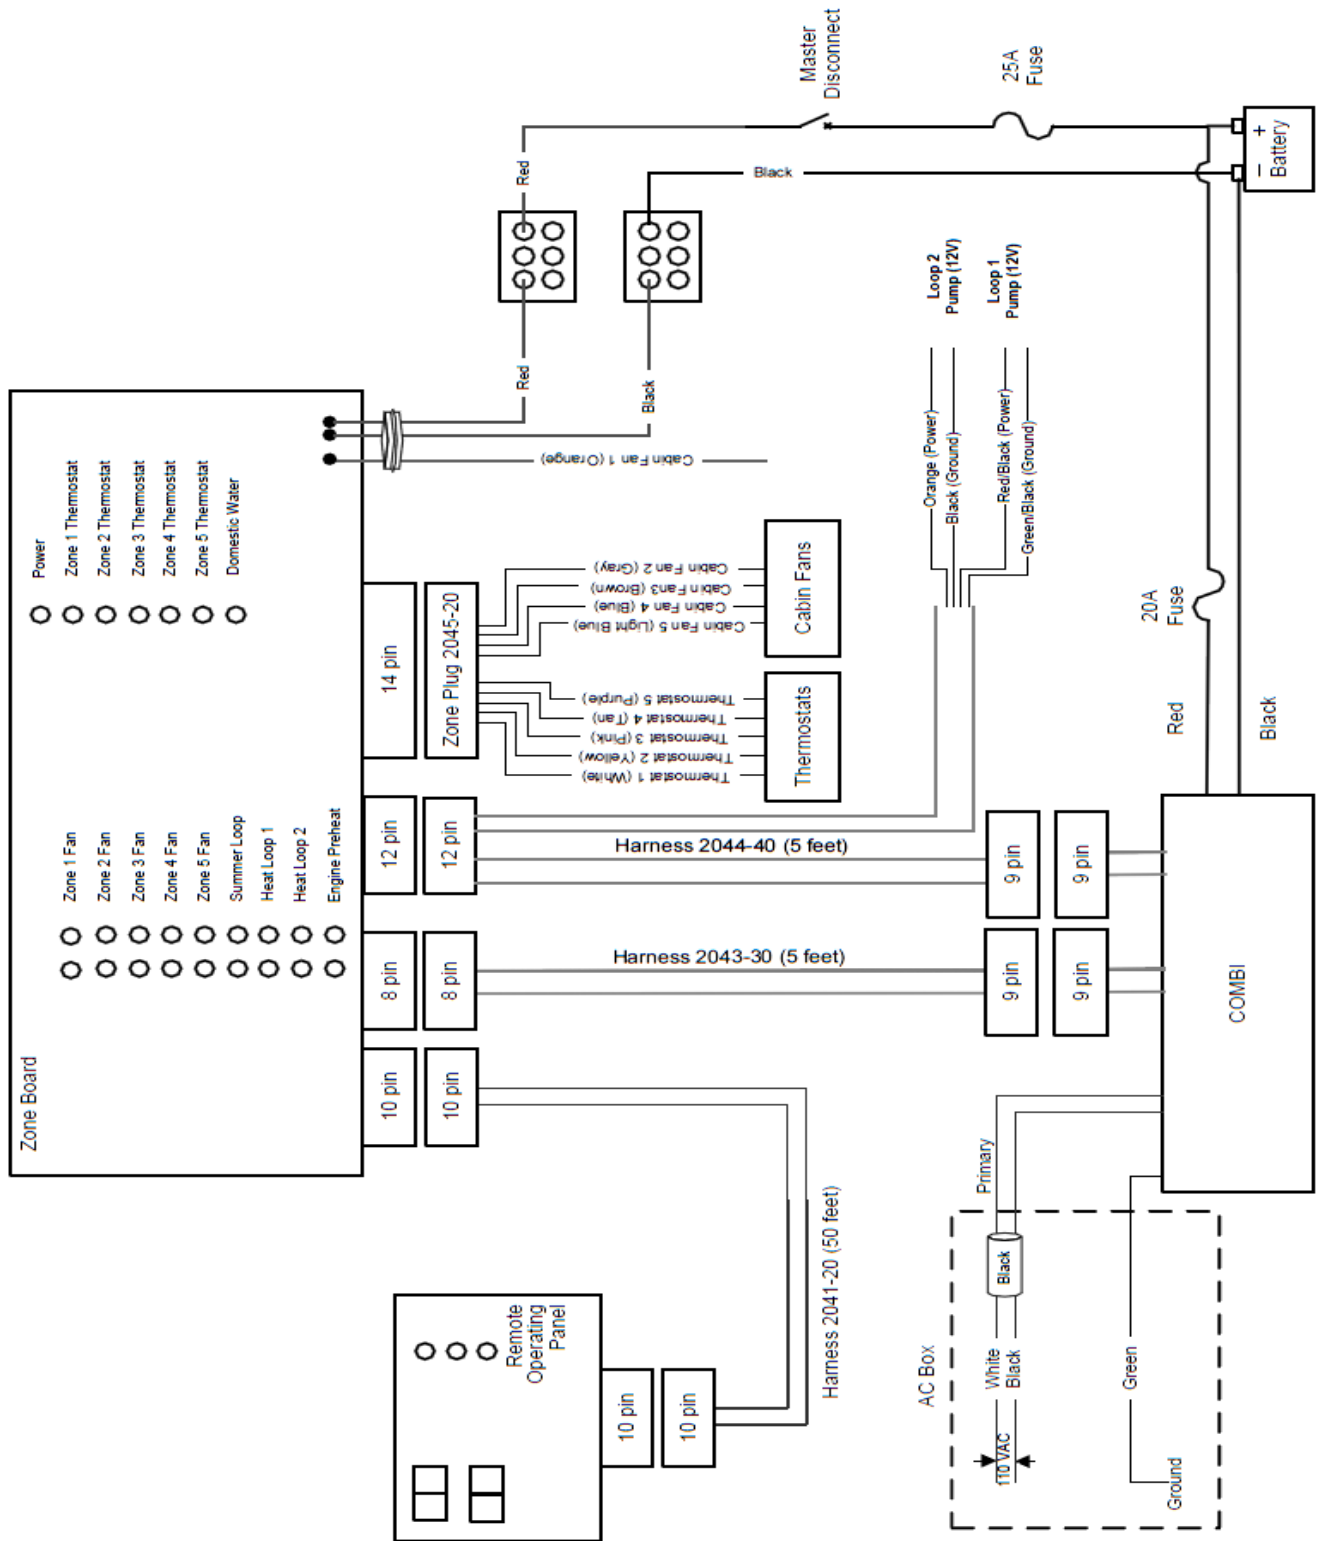 Zone Board
Power
Zone 1 Thermostat
Zone 2 Thermostat
Zone 3 Thermostat
Zone 4 Thermostat
Zone 5 Thermostat
Domestic Water
Zone 1 Fan
Zone 2 Fan
Zone 3 Fan
Zone 4 Fan
Zone 5 Fan
Summer Loop
Heat Loop 1
Heat Loop 2
Engine Preheat
10 pin
8 pin
12 pin
14 pin
10 pin
8 pin
12 pin
Zone Plug 2045-20
Cabin Fan 1 (Orange)
Cabin Fan 2 (Gray)
Cabin Fan3 (Brown)
Cabin Fan 4 (Blue)
Cabin Fan 5 (Light Blue)
Cabin Fans
Thermostat 5 (Purple)
Thermostat 4 (Tan)
Thermostat 3 (Pink)
Thermostat 2 (Yellow)
Thermostat 1 (White)
Thermostats
Red
Black
Red
Black
Master
Disconnect
25A
Fuse
+
−
Battery
Loop 2
Pump (12V)
Loop 1
Pump (12V)
Orange (Power)
Black (Ground)
Red/Black (Power)
Green/Black (Ground)
20A
Fuse
Red
Black
Harness 2044-40 (5 feet)
Harness 2043-30 (5 feet)
9 pin
9 pin
9 pin
9 pin
COMBI
Remote
Operating
Panel
10 pin
10 pin
Harness 2041-20 (50 feet)
AC Box
Primary
Black
White
Black
110 VAC
Green
Ground